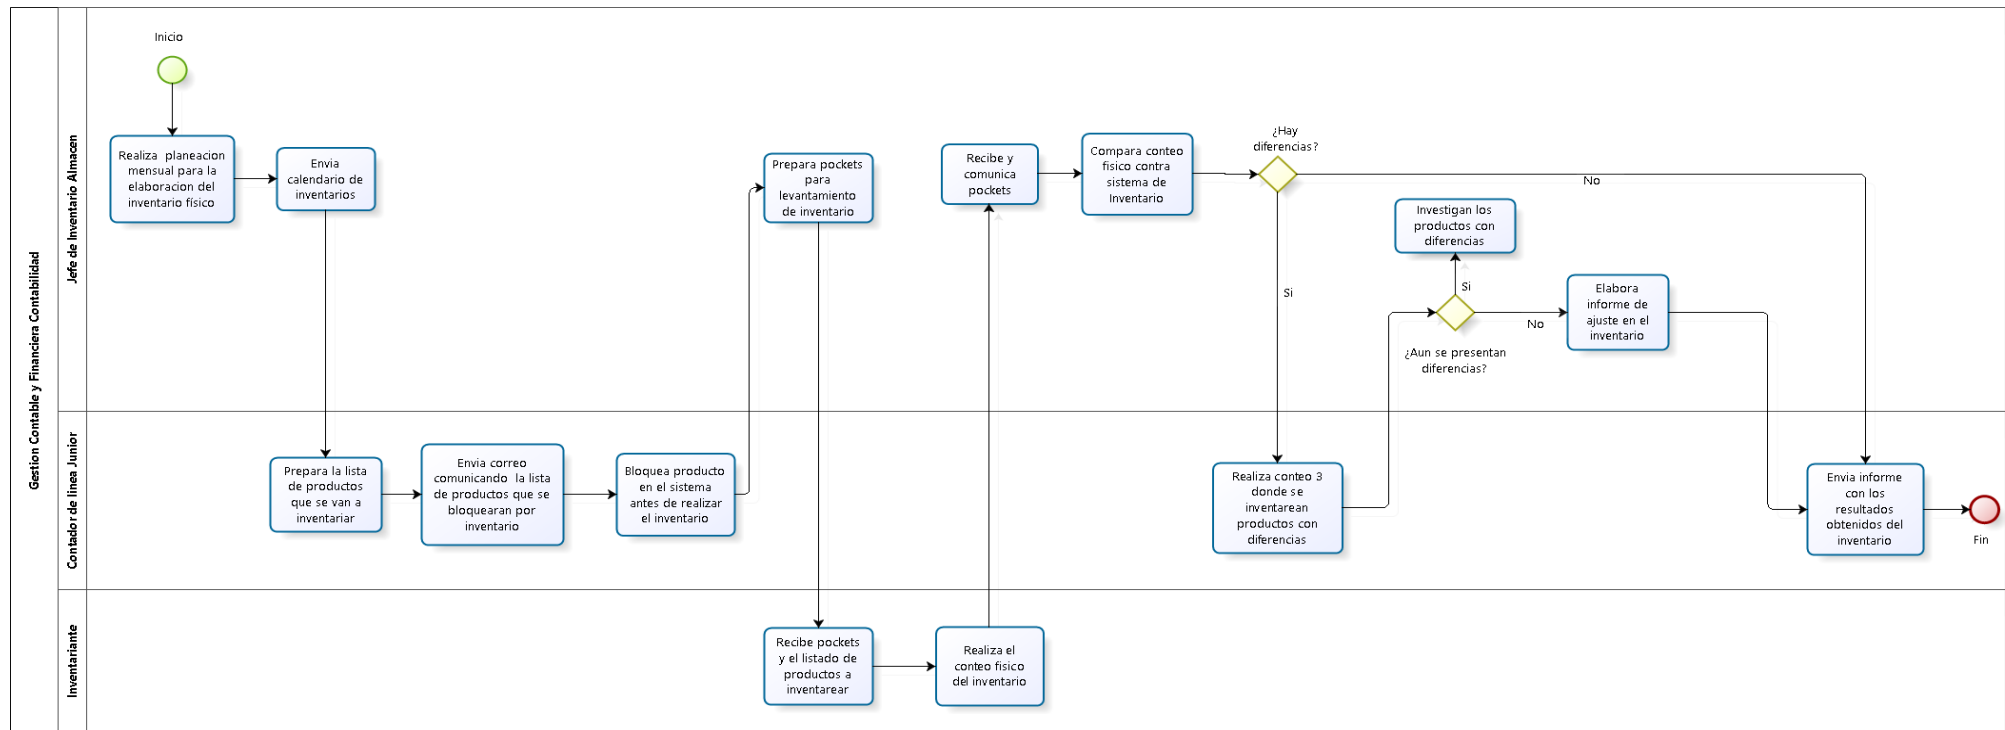 Gestion Contable y Financiera Contabilidad
Jefe de Inventario Almacen
Inicio
Realiza planeacion
mensual para la
elaboracion del
inventario físico
Envia
calendario de
inventarios
Prepara pockets
para
levantamiento
de inventario
Recibe y
comunica
pockets
Compara conteo
fisico contra
sistema de
Inventario
¿Hay
diferencias?
No
Si
Investigan los
productos con
diferencias
Si
No
¿Aun se presentan
diferencias?
Elabora
informe de
ajuste en el
inventario
Contador de linea Junior
Prepara la lista
de productos
que se van a
inventariar
Envia correo
comunicando la lista
de productos que se
bloquearan por
inventario
Bloquea producto
en el sistema
antes de realizar
el inventario
Realiza conteo 3
donde se
inventarean
productos con
diferencias
Envia informe
con los
resultados
obtenidos del
inventario
Fin
Inventariante
Recibe pockets
y el listado de
productos a
inventarear
Realiza el
conteo fisico
del inventario